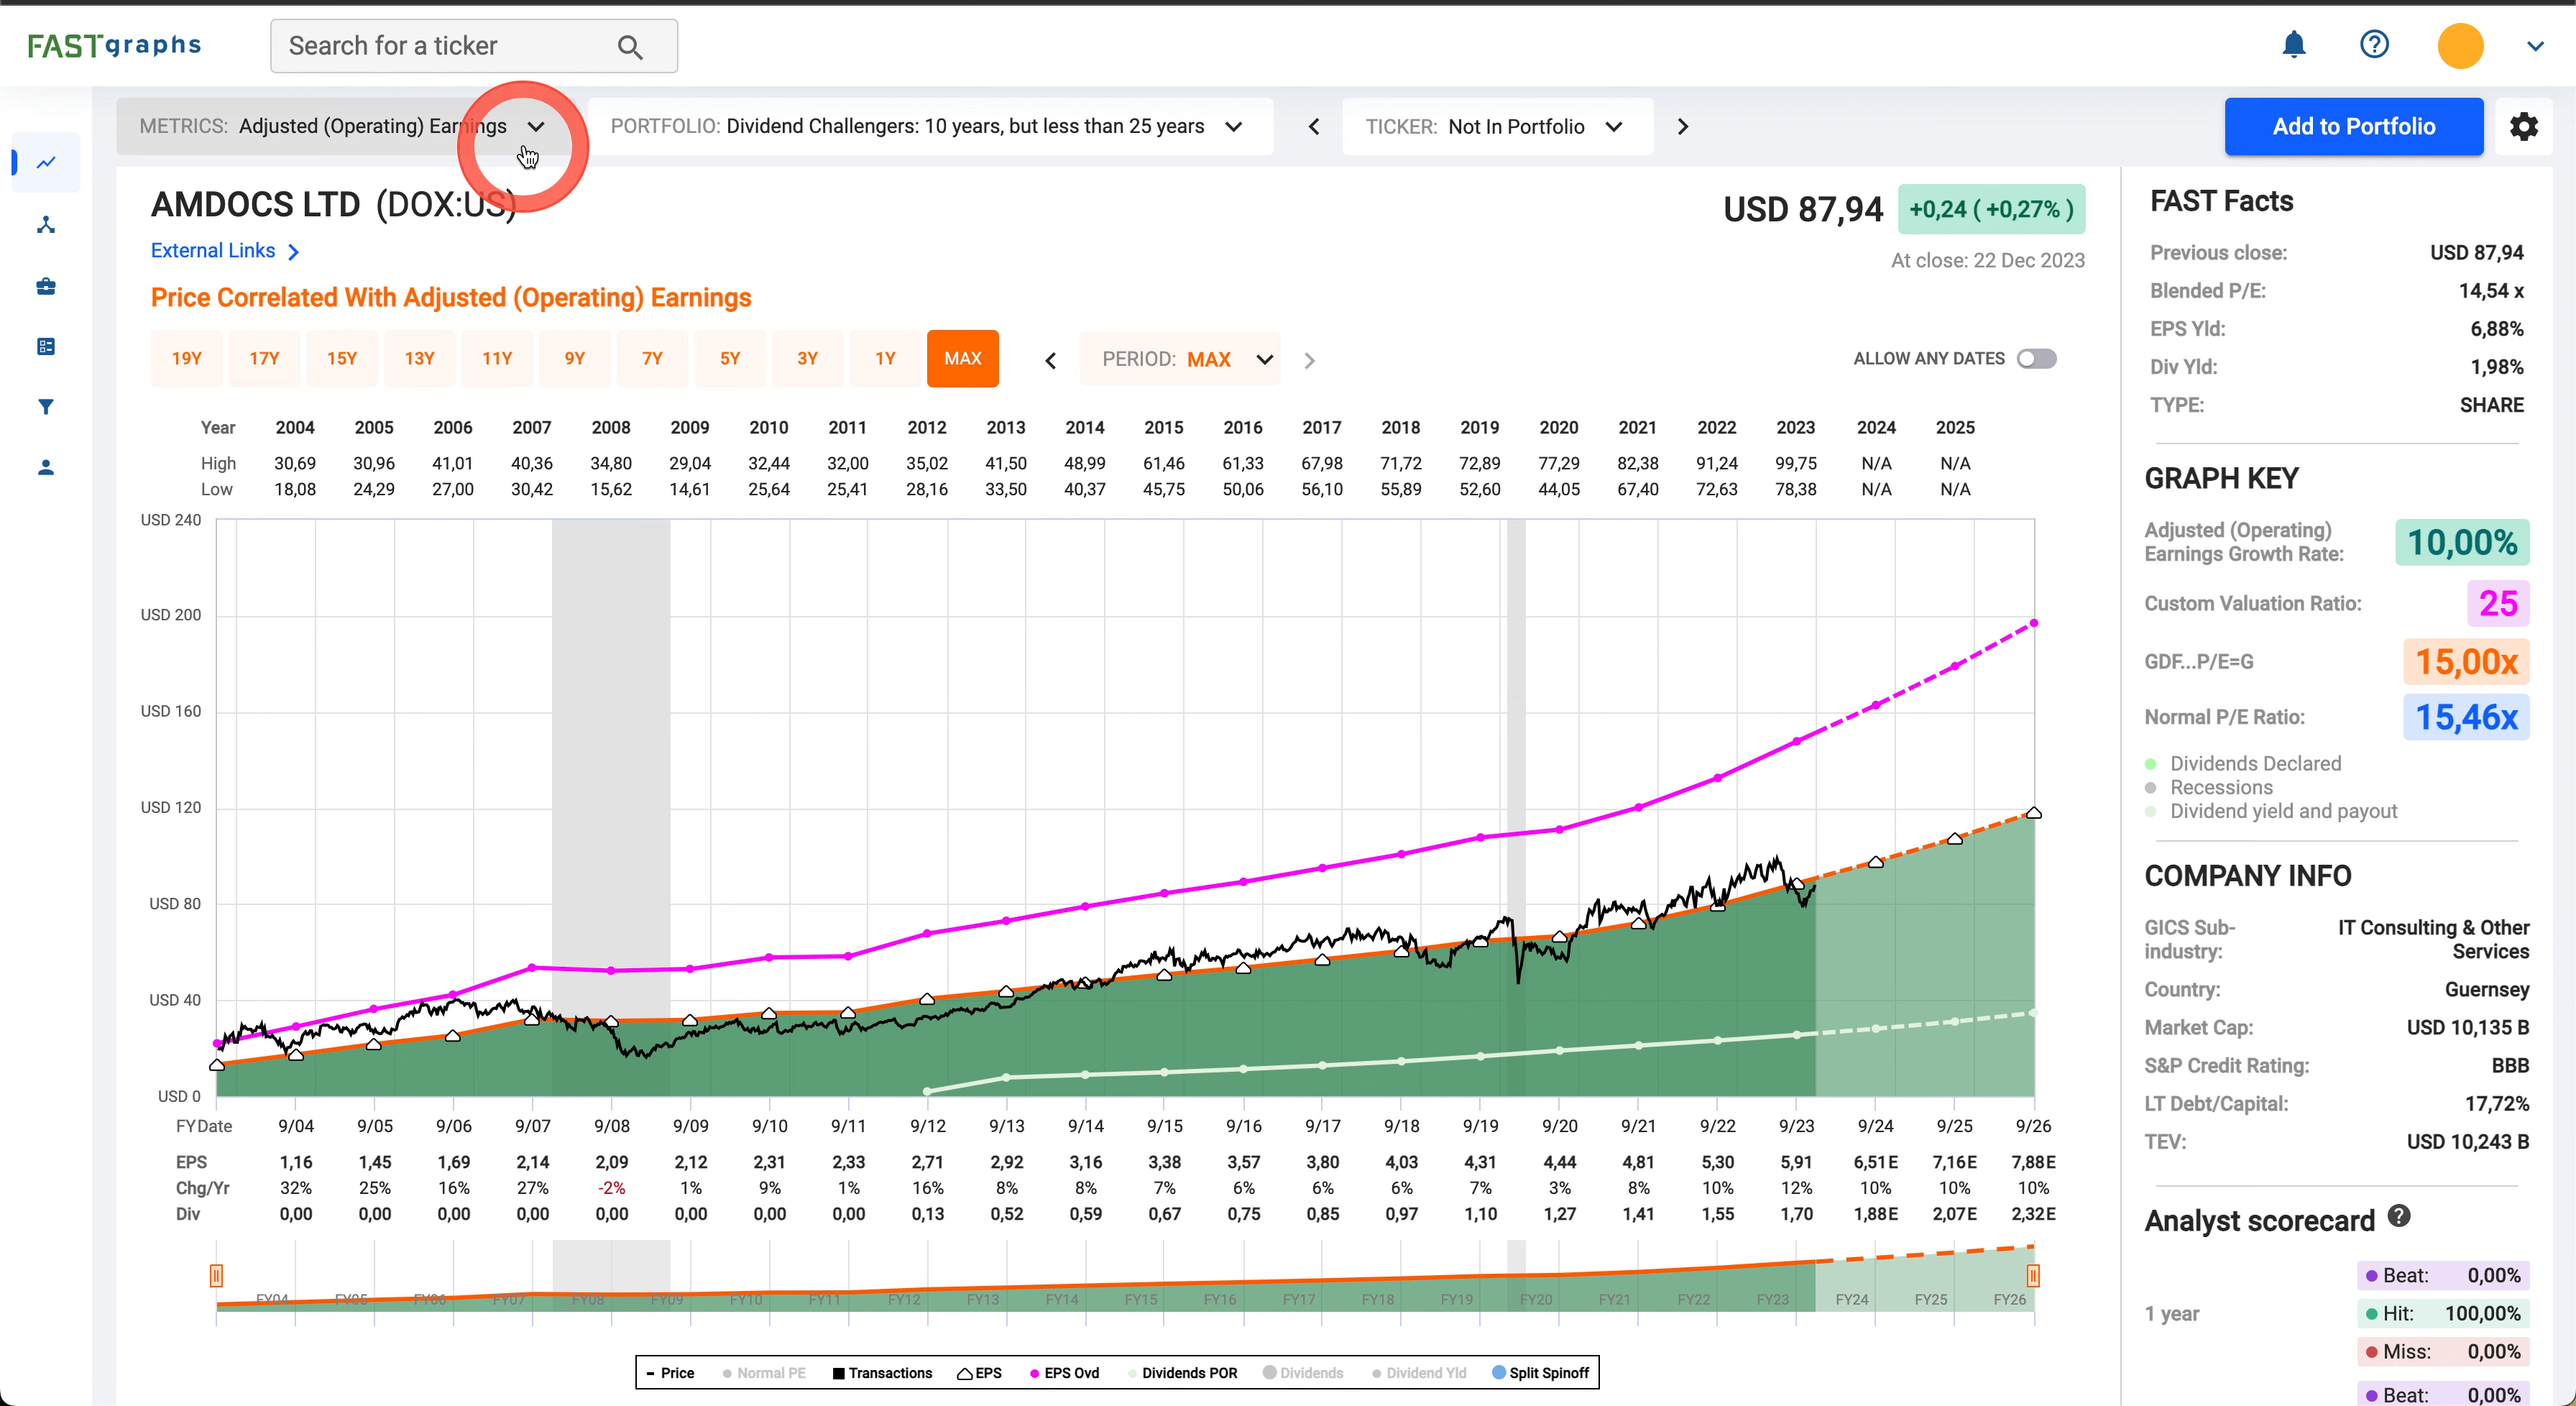 FASTgraphs
Search for a ticker
METRICS: Adjusted (Operating) Earnings
PORTFOLIO: Dividend Challengers: 10 years, but less than 25 years
TICKER: Not In Portfolio
Add to Portfolio
AMDOCS LTD (DOX:US)
USD 87,94 +0,24 ( +0,27% )
External Links
At close: 22 Dec 2023
Price Correlated With Adjusted (Operating) Earnings
19Y 17Y 15Y 13Y 11Y 9Y 7Y 5Y 3Y 1Y MAX
PERIOD: MAX
ALLOW ANY DATES
Year 2004 2005 2006 2007 2008 2009 2010 2011 2012 2013 2014 2015 2016 2017 2018 2019 2020 2021 2022 2023 2024 2025
High 30,69 30,96 41,01 40,36 34,80 29,04 32,44 32,00 35,02 41,50 48,99 61,46 61,33 67,98 71,72 72,89 77,29 82,38 91,24 99,75 N/A N/A
Low 18,08 24,29 27,00 30,42 15,62 14,61 25,64 25,41 28,16 33,50 40,37 45,75 50,06 56,10 55,89 52,60 44,05 67,40 72,63 78,38 N/A N/A
USD 240
USD 200
USD 160
USD 120
USD 80
USD 40
USD 0
FYDate 9/04 9/05 9/06 9/07 9/08 9/09 9/10 9/11 9/12 9/13 9/14 9/15 9/16 9/17 9/18 9/19 9/20 9/21 9/22 9/23 9/24 9/25 9/26
EPS 1,16 1,45 1,69 2,14 2,09 2,12 2,31 2,33 2,71 2,92 3,16 3,38 3,57 3,80 4,03 4,31 4,44 4,81 5,30 5,91 6,51E 7,16E 7,88E
Chg/Yr 32% 25% 16% 27% -2% 1% 9% 1% 16% 8% 8% 7% 6% 6% 6% 7% 3% 8% 10% 12% 10% 10% 10%
Div 0,00 0,00 0,00 0,00 0,00 0,00 0,00 0,00 0,13 0,52 0,59 0,67 0,75 0,85 0,97 1,10 1,27 1,41 1,55 1,70 1,88E 2,07E 2,32E
FY04 FY05 FY06 FY07 FY08 FY09 FY10 FY11 FY12 FY13 FY14 FY15 FY16 FY17 FY18 FY19 FY20 FY21 FY22 FY23 FY24 FY25 FY26
Price Normal PE Transactions EPS EPS Ovd Dividends POR Dividends Dividend Yld Split Spinoff
FAST Facts
Previous close: USD 87,94
Blended P/E: 14,54 x
EPS Yld: 6,88%
Div Yld: 1,98%
TYPE: SHARE
GRAPH KEY
Adjusted (Operating)
Earnings Growth Rate: 10,00%
Custom Valuation Ratio: 25
GDF...P/E=G 15,00x
Normal P/E Ratio: 15,46x
Dividends Declared
Recessions
Dividend yield and payout
COMPANY INFO
GICS Sub-industry: IT Consulting & Other Services
Country: Guernsey
Market Cap: USD 10,135 B
S&P Credit Rating: BBB
LT Debt/Capital: 17,72%
TEV: USD 10,243 B
Analyst scorecard
1 year
Beat: 0,00%
Hit: 100,00%
Miss: 0,00%
Beat: 0,00%